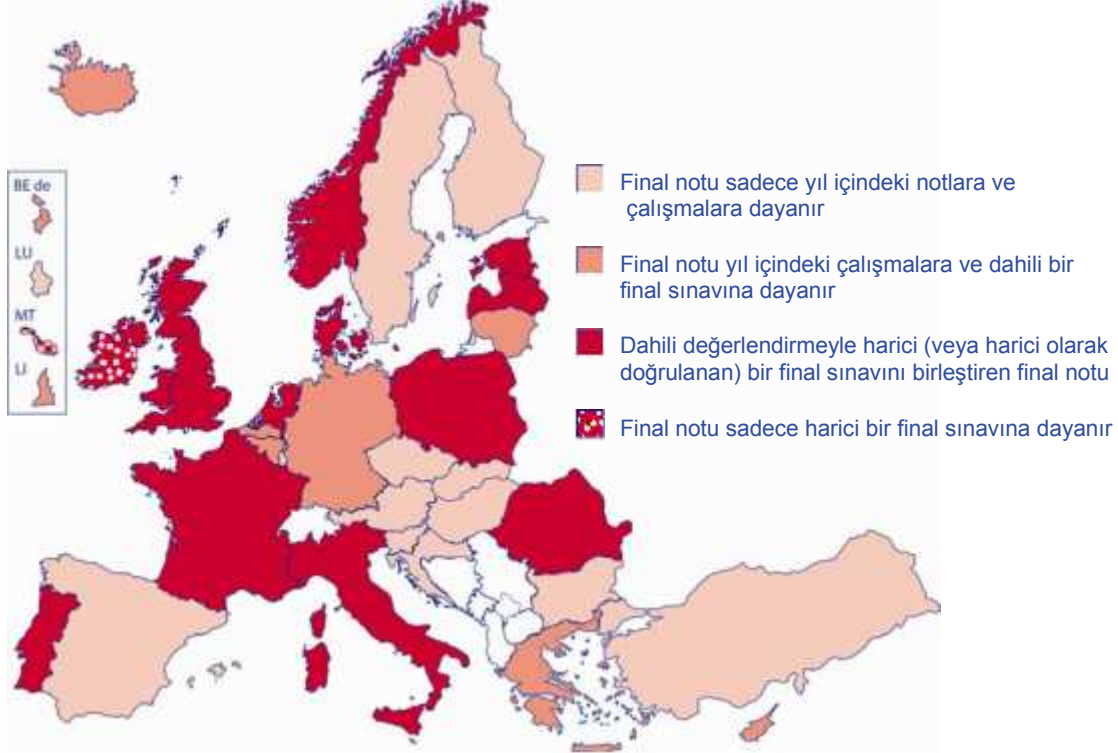 BE de
LU
MT
LI
Final notu sadece yıl içindeki notlara ve
çalışmalara dayanır
Final notu yıl içindeki çalışmalara ve dahili bir
final sınavına dayanır
Dahili değerlendirmeyle harici (veya harici olarak
doğrulanan) bir final sınavını birleştiren final notu
Final notu sadece harici bir final sınavına dayanır